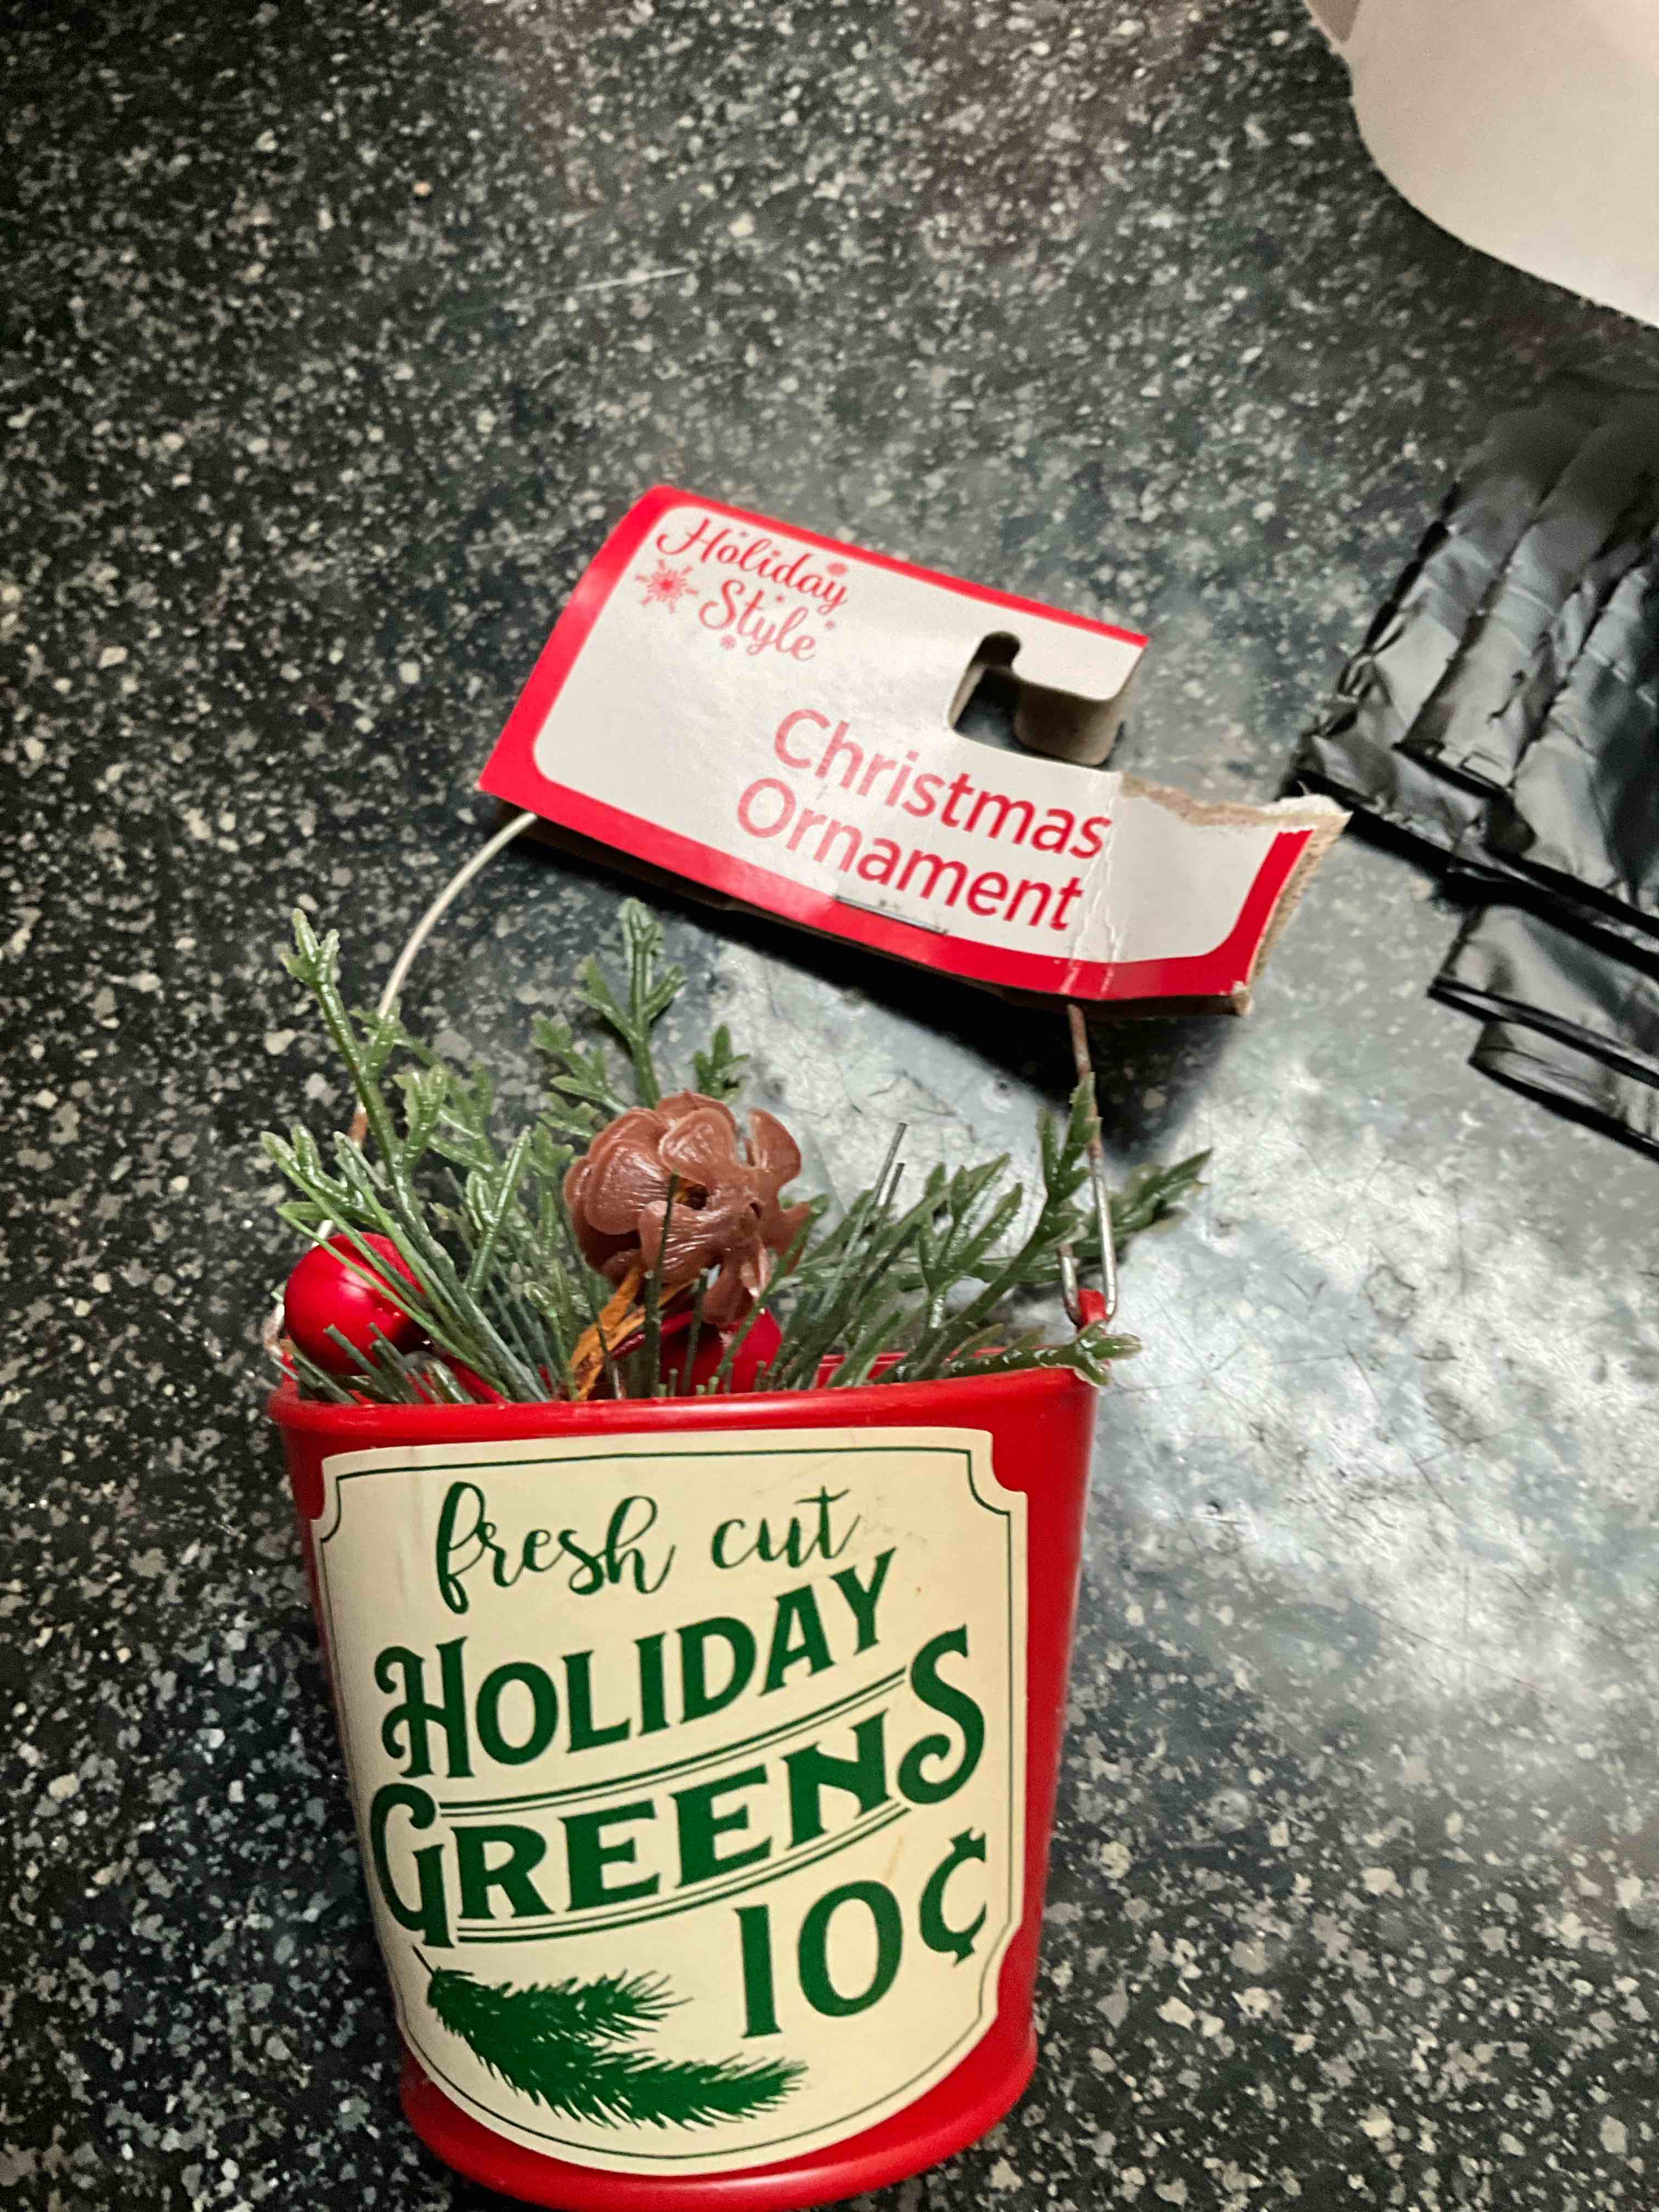 Holiday
Style
Christmas
Ornament
fresh cut
HOLIDAY
GREENS
10¢